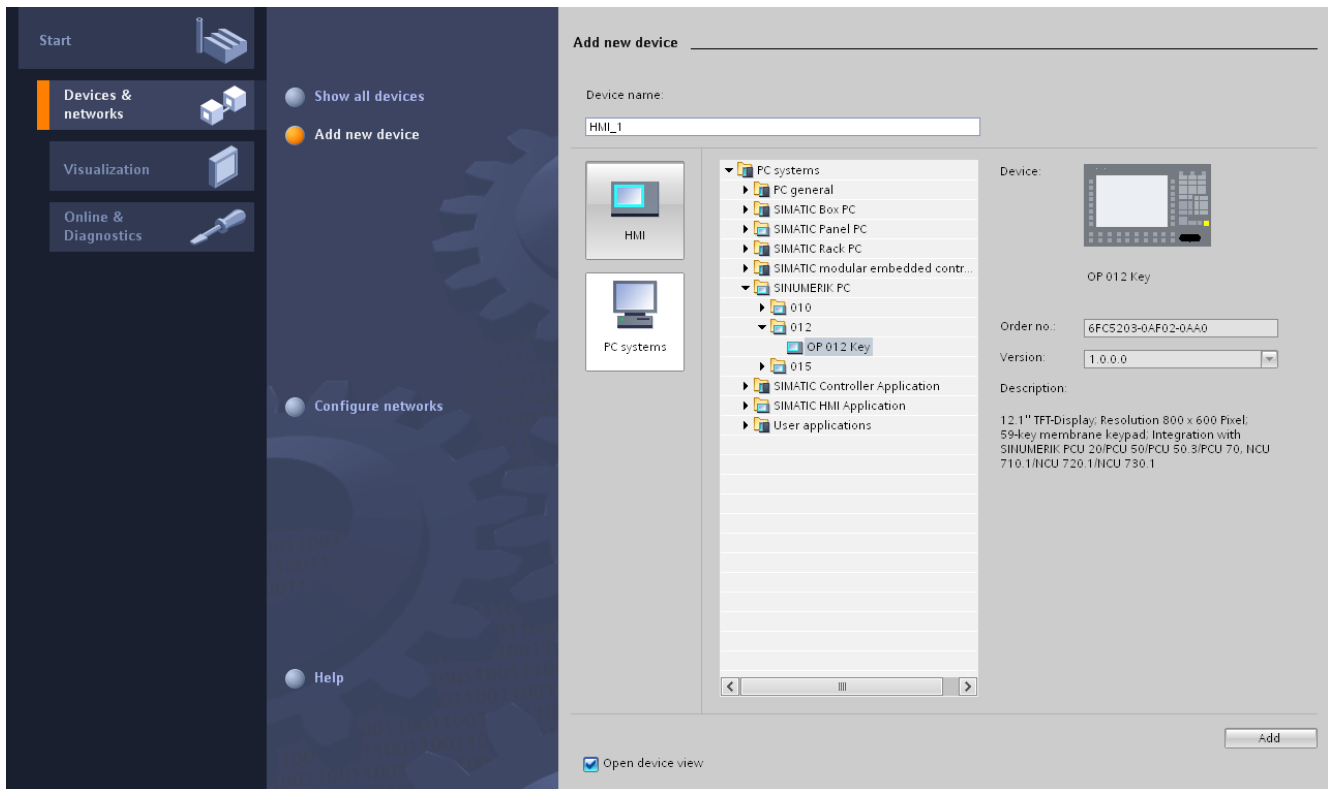 Start
Devices &
networks
Visualization
Online &
Diagnostics
Show all devices
Add new device
Configure networks
Help
Add new device
Device name:
HMI_1
HMI
PC systems
PC systems
PC general
SIMATIC Box PC
SIMATIC Panel PC
SIMATIC Rack PC
SIMATIC modular embedded contr...
SINUMERIK PC
010
012
OP 012 Key
015
SIMATIC Controller Application
SIMATIC HMI Application
User applications
Device:
OP 012 Key
Order no.:
6FC5203-0AF02-0AA0
Version:
1.0.0.0
Description:
12.1" TFT-Display; Resolution 800 x 600 Pixel;
59-key membrane keypad; Integration with
SINUMERIK PCU 20/PCU 50/PCU 50.3/PCU 70, NCU
710.1/NCU 720.1/NCU 730.1
Add
Open device view